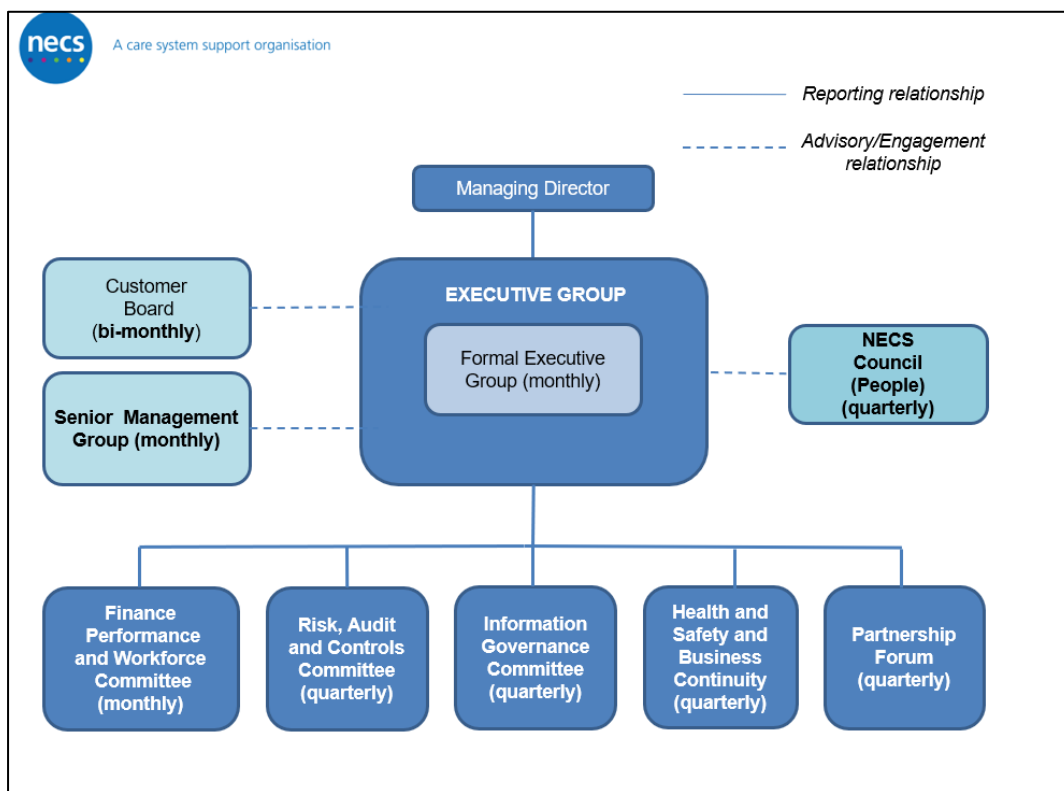 necs
A care system support organisation
Reporting relationship
Advisory/Engagement
relationship
Managing Director
Customer
Board
(bi-monthly)
EXECUTIVE GROUP
Formal Executive
Group (monthly)
NECS
Council
(People)
(quarterly)
Senior Management
Group (monthly)
Finance
Performance
and Workforce
Committee
(monthly)
Risk, Audit
and Controls
Committee
(quarterly)
Information
Governance
Committee
(quarterly)
Health and
Safety and
Business
Continuity
(quarterly)
Partnership
Forum
(quarterly)